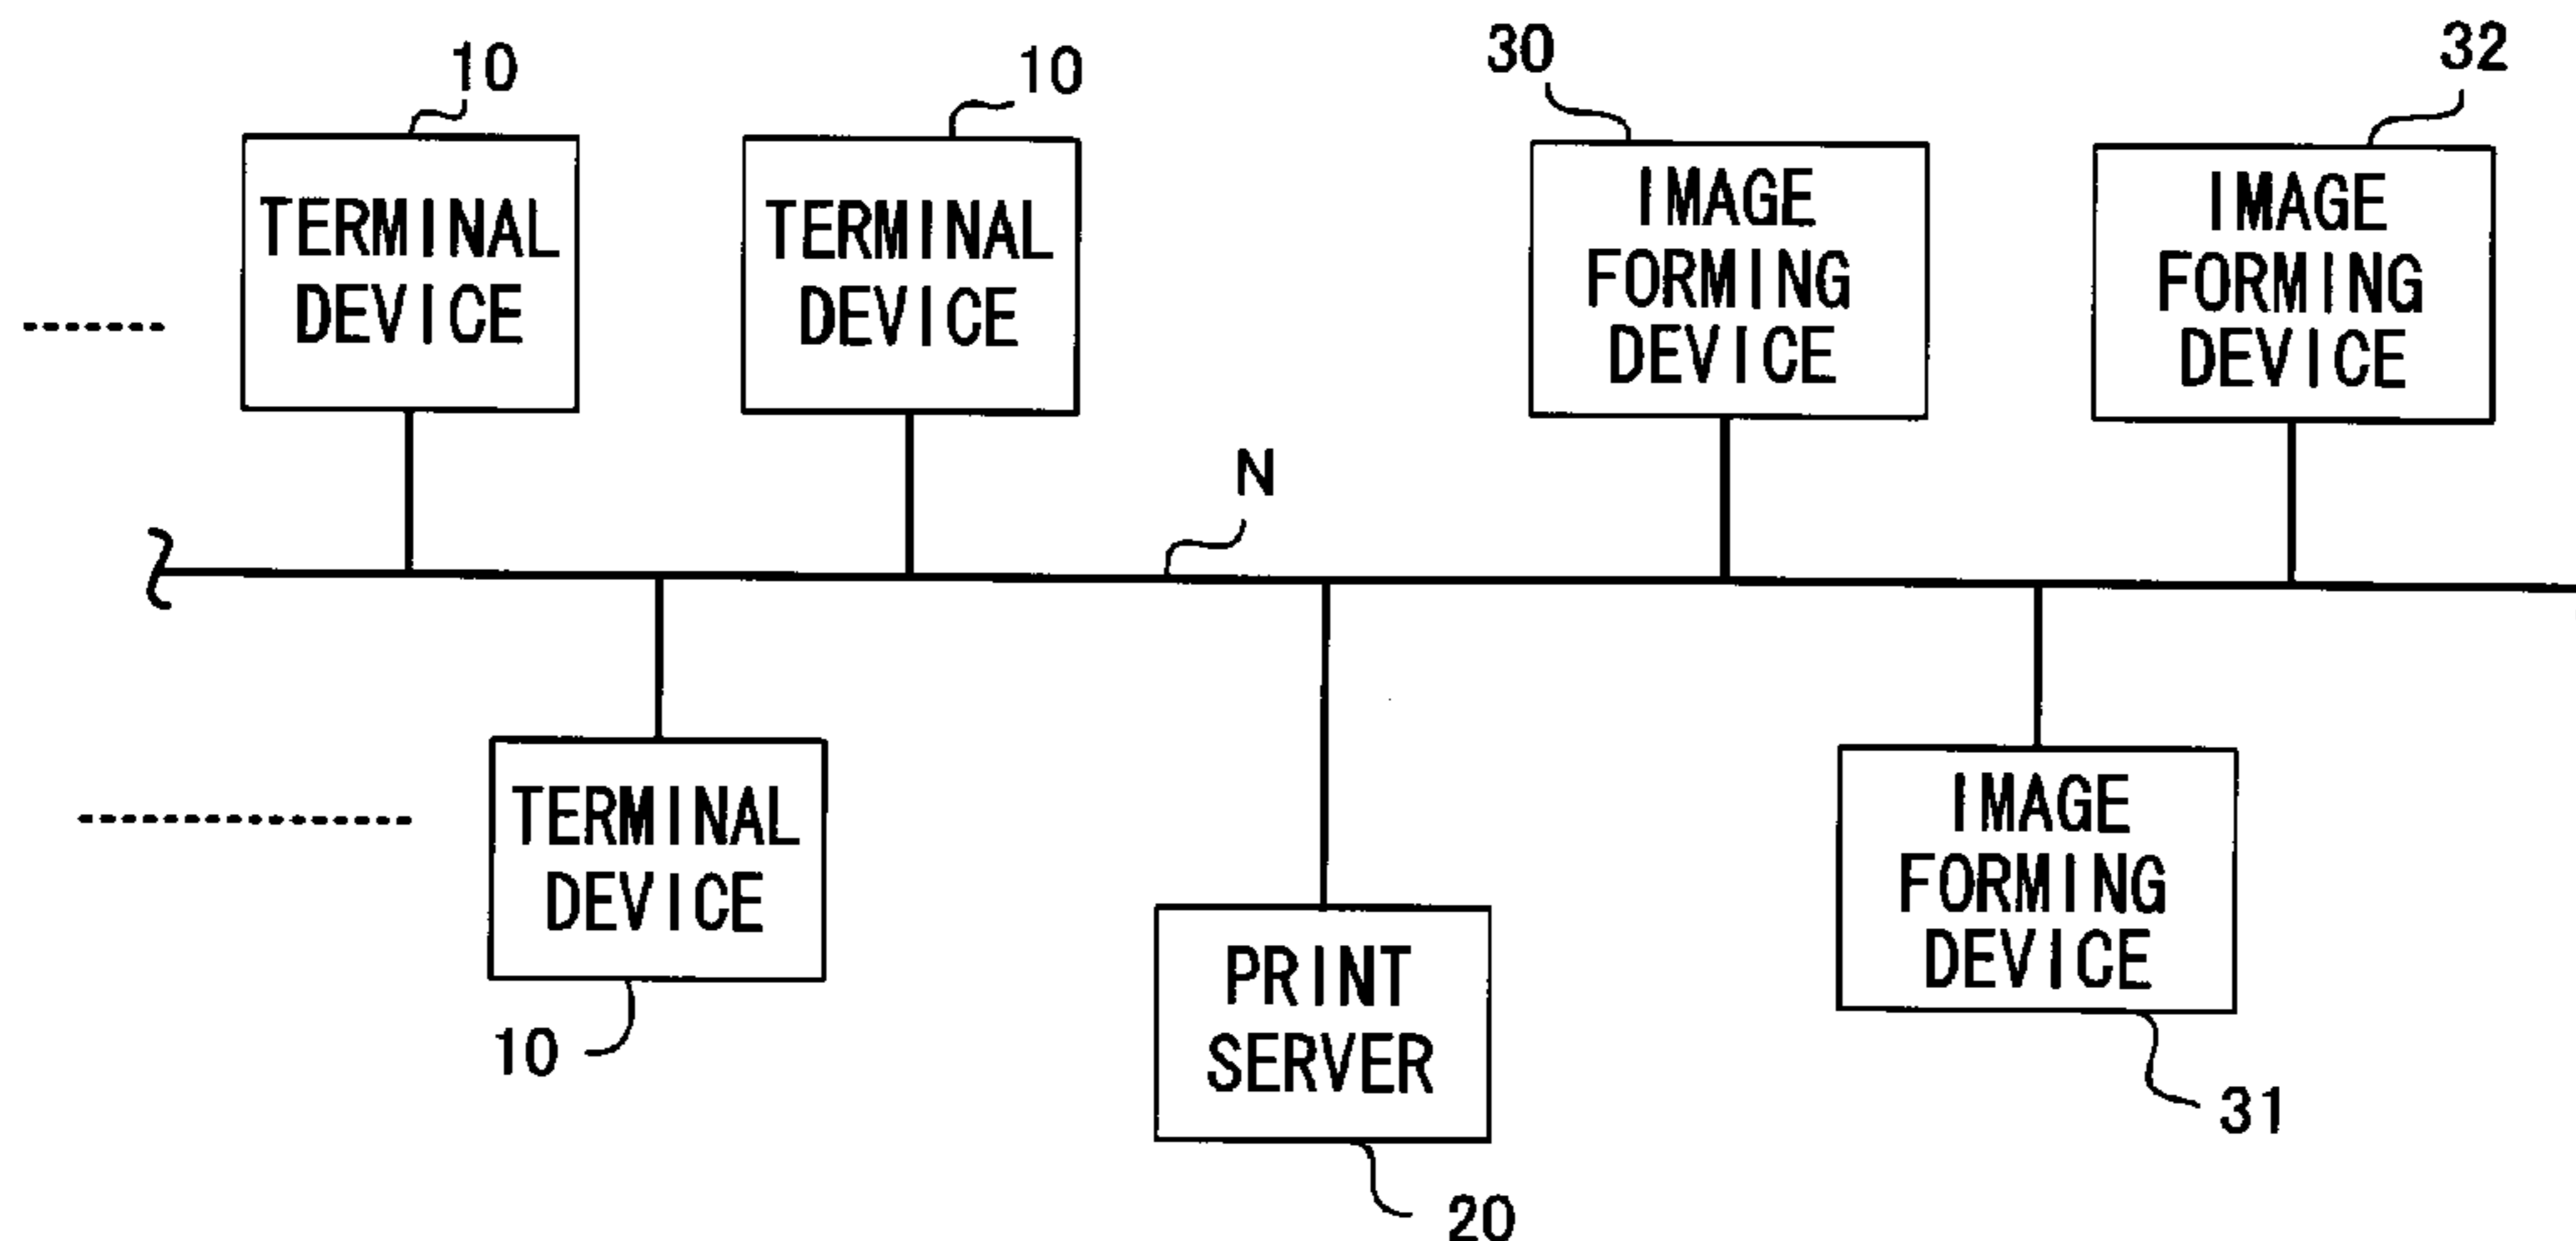 10
10
30
32
TERMINAL
DEVICE
TERMINAL
DEVICE
IMAGE
FORMING
DEVICE
IMAGE
FORMING
DEVICE
N
TERMINAL
DEVICE
10
PRINT
SERVER
20
IMAGE
FORMING
DEVICE
31